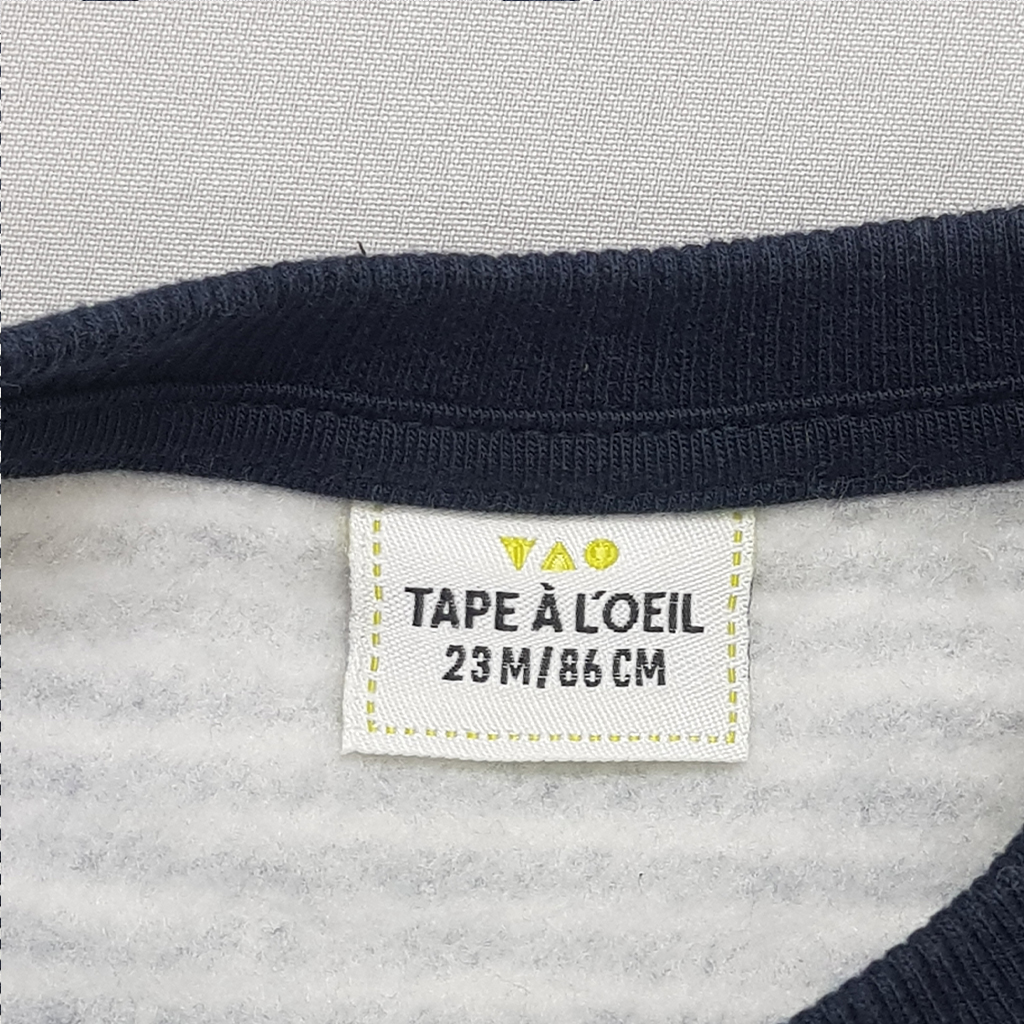 TAO
TAPE À L'OEIL
23M/86CM